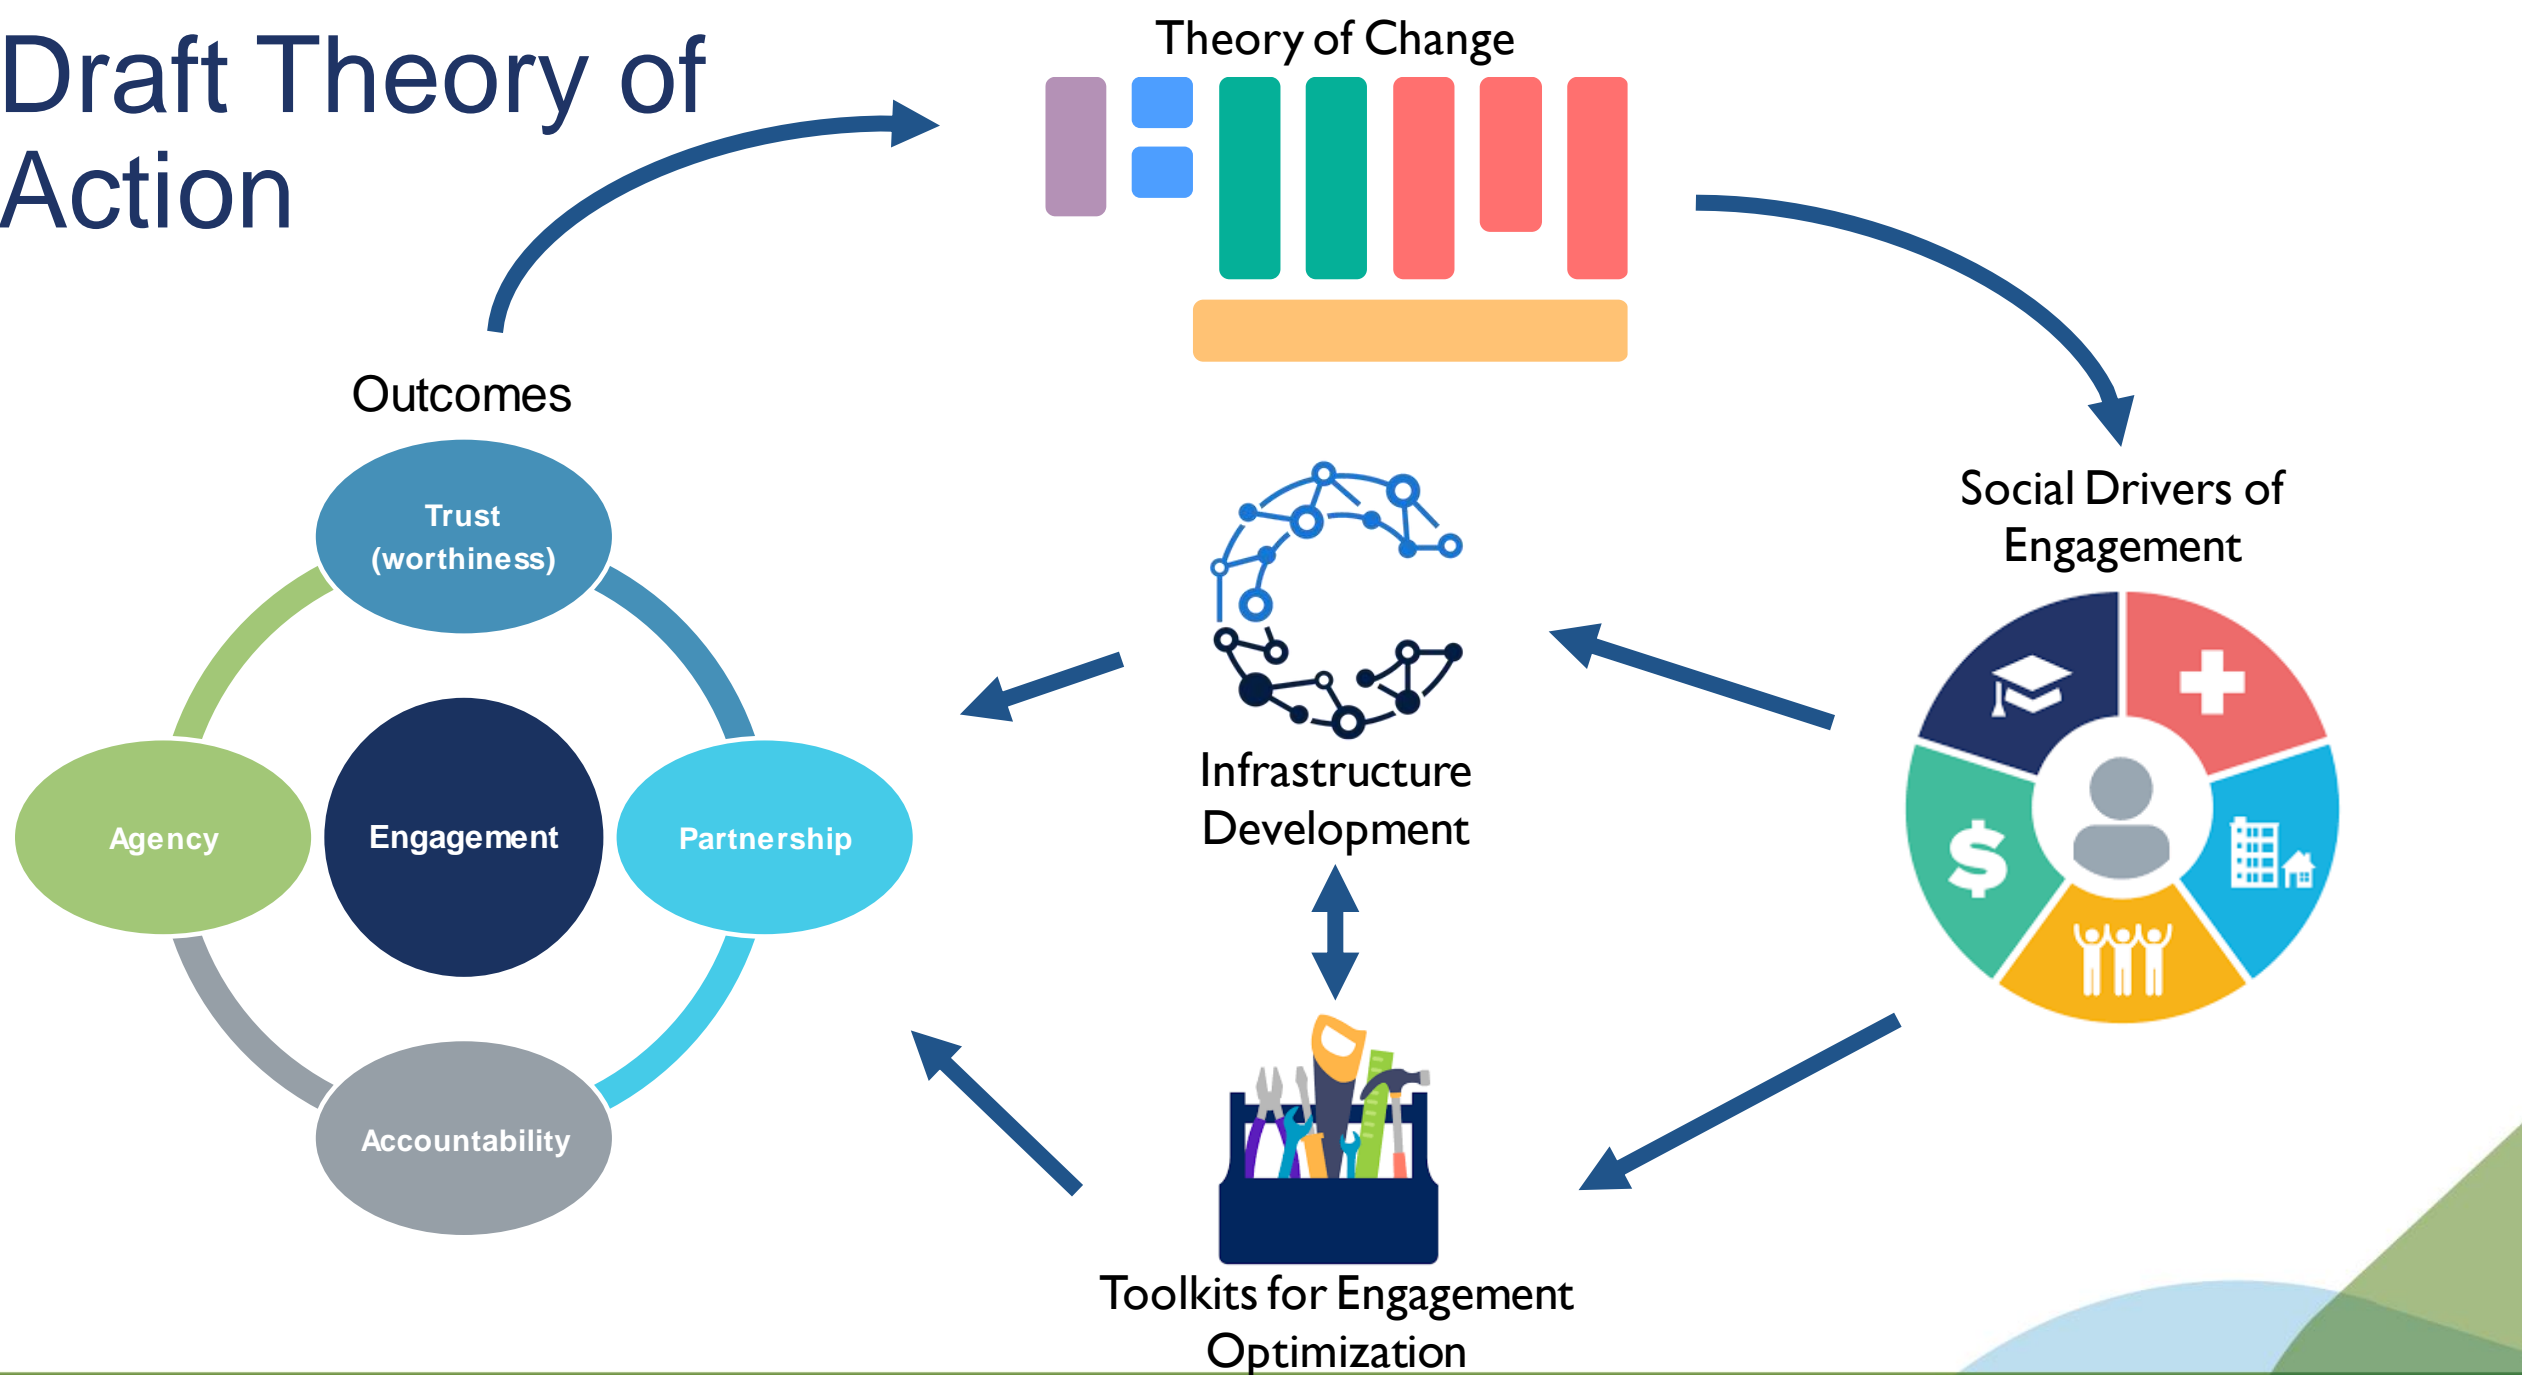 Draft Theory of
Action
Theory of Change
Outcomes
Trust
(worthiness)
Agency
Engagement
Partnership
Accountability
Infrastructure
Development
Social Drivers of
Engagement
$
Toolkits for Engagement
Optimization